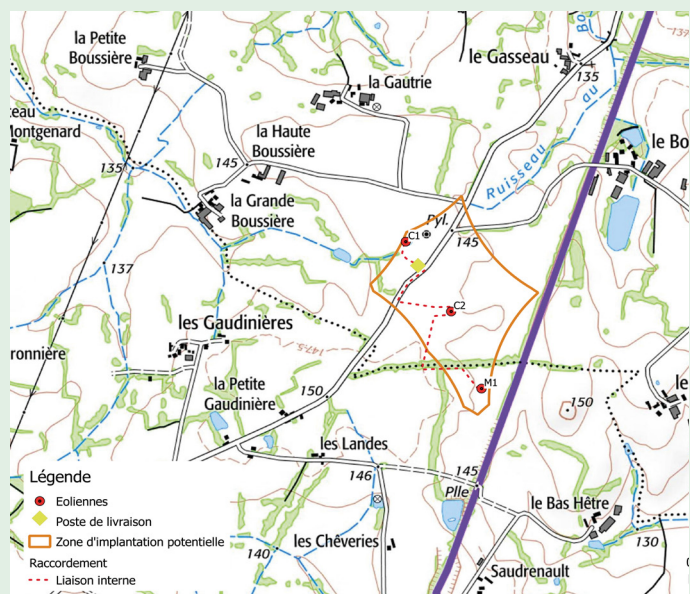 la Petite
Boussière
le Gasseau
135
la Gautrie
Montgenard
la Haute
Boussière
145
135
le Bo
Ruisseau au
la Grande
Boussière
Pyl.
C1
145
137
C2
les Gaudinières
147,5
ronnière
M1
la Petite
Gaudinière
150
150
le
les Landes
146
145
Plle
le Bas Hêtre
les Chêveries
140
130
Saudrenault
Légende
Eoliennes
Poste de livraison
Zone d'implantation potentielle
Raccordement
Liaison interne